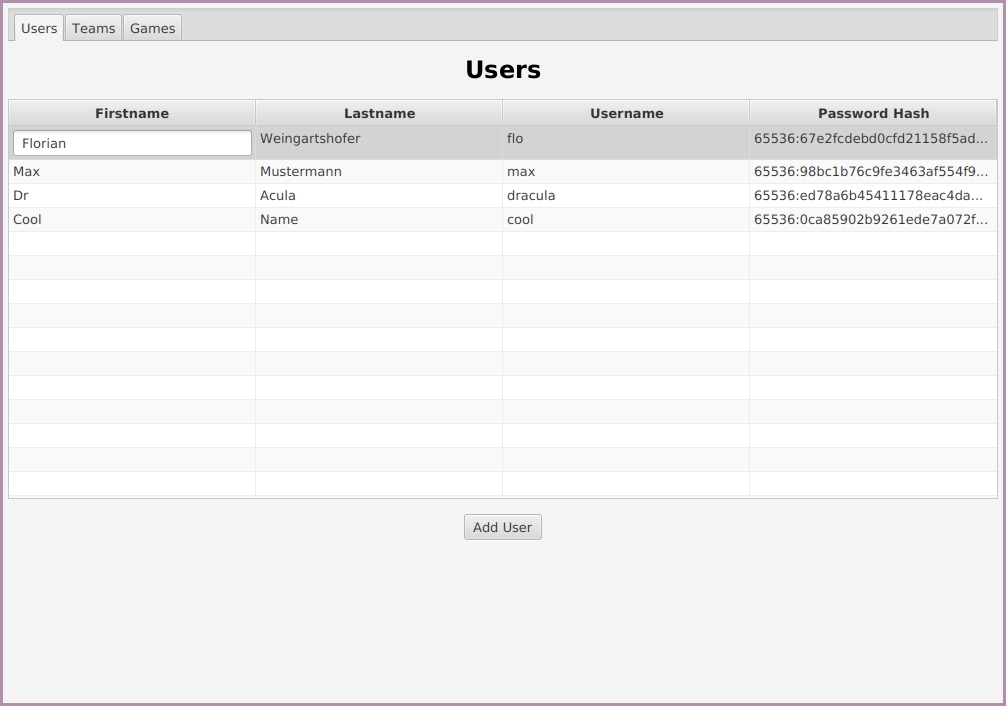 Users Teams Games
Users
Firstname Lastname Username Password Hash
Florian Weingartshofer flo 65536:67e2fcdebd0cfd21158f5ad...
Max Mustermann max 65536:98bc1b76c9fe3463af554f9...
Dr Acula dracula 65536:ed78a6b45411178eac4da...
Cool Name cool 65536:0ca85902b9261ede7a072f...
Add User